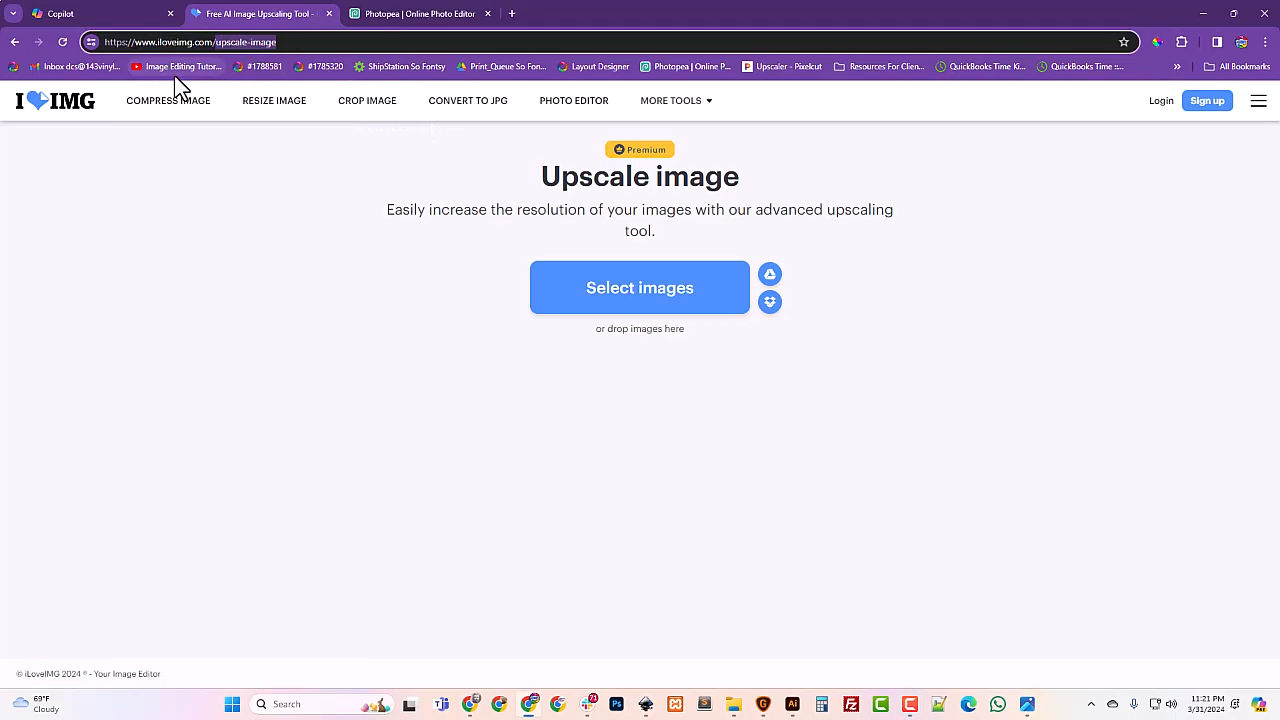 Copilot
Free AI Image Upscaling Tool -
Photopea | Online Photo Editor
https://www.iloveimg.com/upscale-image
Inbox dcs@143vinyl...
Image Editing Tutor...
#1788581
#1785320
ShipStation So Fontsy
Print_Queue So Fon...
Layout Designer
Photopea | Online P...
Upscaler - Pixelcut
Resources For Clien...
QuickBooks Time Ki...
QuickBooks Time ::...
All Bookmarks
I IMG
COMPRESS IMAGE
RESIZE IMAGE
CROP IMAGE
CONVERT TO JPG
PHOTO EDITOR
MORE TOOLS
Login
Sign up
Premium
Upscale image
Easily increase the resolution of your images with our advanced upscaling
tool.
Select images
or drop images here
© iLoveIMG 2024 ® - Your Image Editor
69°F
Cloudy
Search
71
Ps
Ai
11:21 PM
3/31/2024